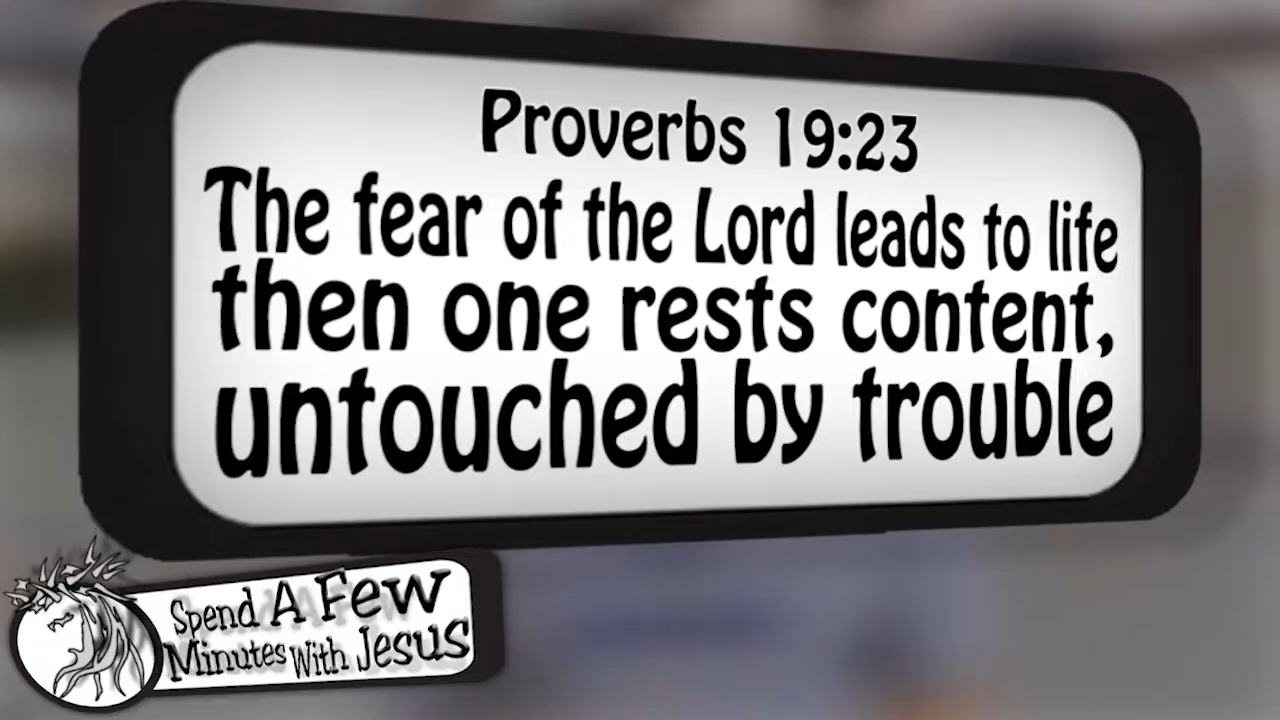 Proverbs 19:23
The fear of the Lord leads to life
then one rests content,
untouched by trouble
Spend A Few
Minutes With Jesus